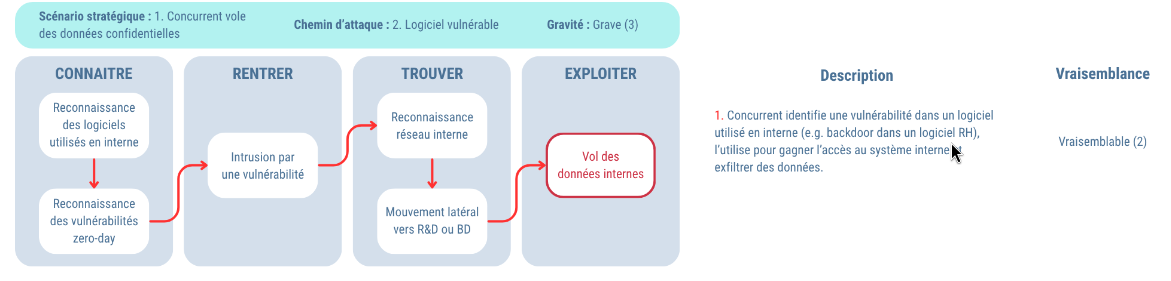 Scénario stratégique : 1. Concurrent vole
des données confidentielles
Chemin d'attaque : 2. Logiciel vulnérable
Gravité : Grave (3)
CONNAITRE
Reconnaissance
des logiciels
utilisés en interne
Reconnaissance
des vulnérabilités
zero-day
RENTRER
Intrusion par
une vulnérabilité
TROUVER
Reconnaissance
réseau interne
Mouvement latéral
vers R&D ou BD
EXPLOITER
Vol des
données internes
Description
1. Concurrent identifie une vulnérabilité dans un logiciel
utilisé en interne (e.g. backdoor dans un logiciel RH),
l'utilise pour gagner l'accès au système interne
exfiltrer des données.
Vraisemblance
Vraisemblable (2)